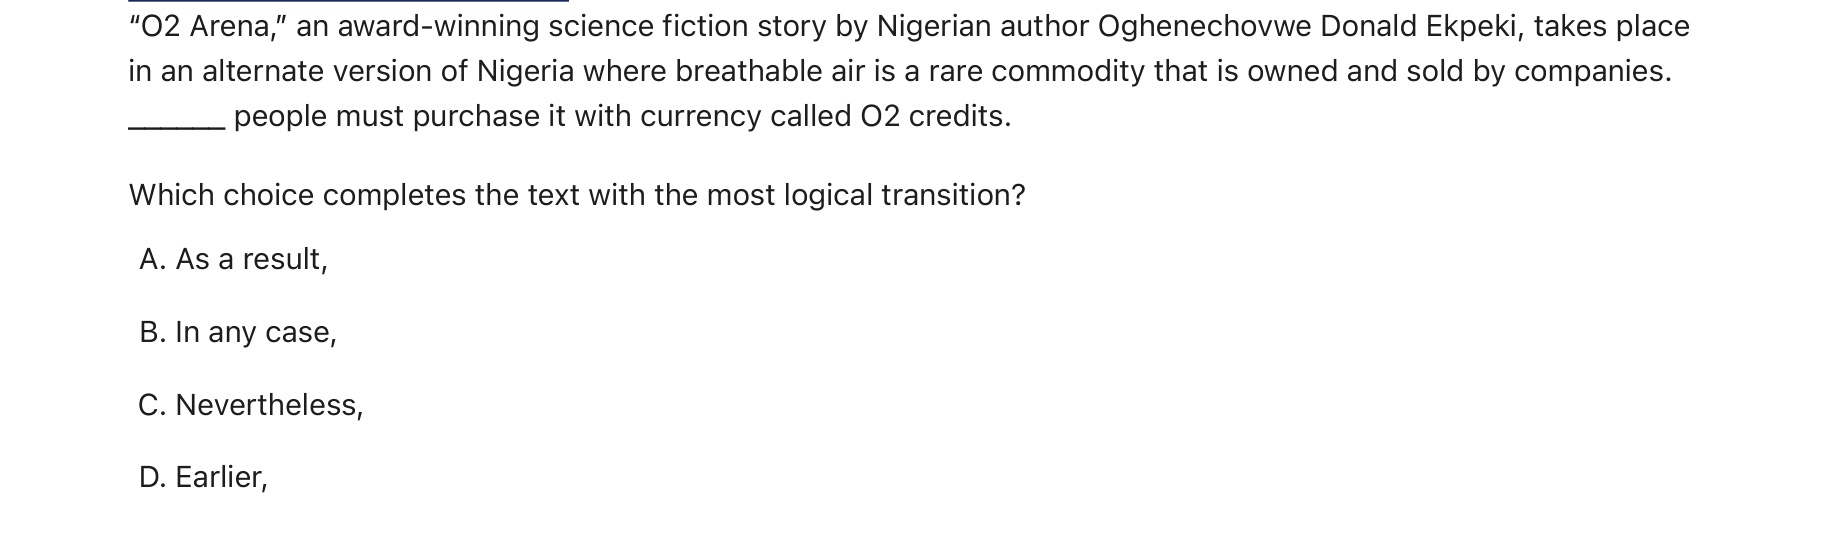 “O2 Arena,” an award-winning science fiction story by Nigerian author Oghenechovwe Donald Ekpeki, takes place
in an alternate version of Nigeria where breathable air is a rare commodity that is owned and sold by companies.
______ people must purchase it with currency called O2 credits.
Which choice completes the text with the most logical transition?
A. As a result,
B. In any case,
C. Nevertheless,
D. Earlier,